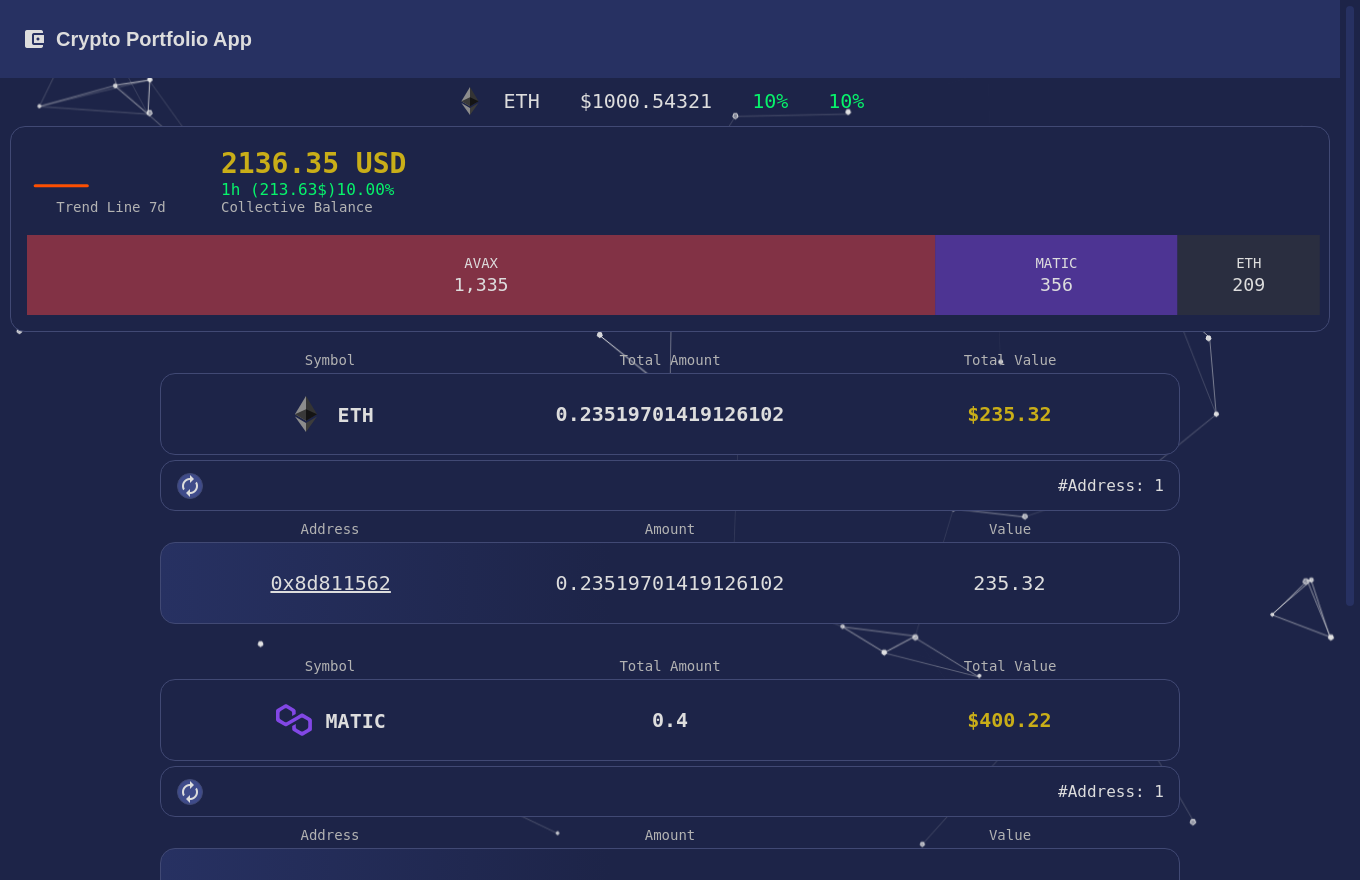 Crypto Portfolio App
ETH $1000.54321 10% 10%
2136.35 USD
1h (213.63$)10.00%
Trend Line 7d Collective Balance
AVAX MATIC ETH
1,335 356 209
Symbol Total Amount Total Value
ETH 0.23519701419126102 $235.32
#Address: 1
Address Amount Value
0x8d811562 0.23519701419126102 235.32
Symbol Total Amount Total Value
MATIC 0.4 $400.22
#Address: 1
Address Amount Value